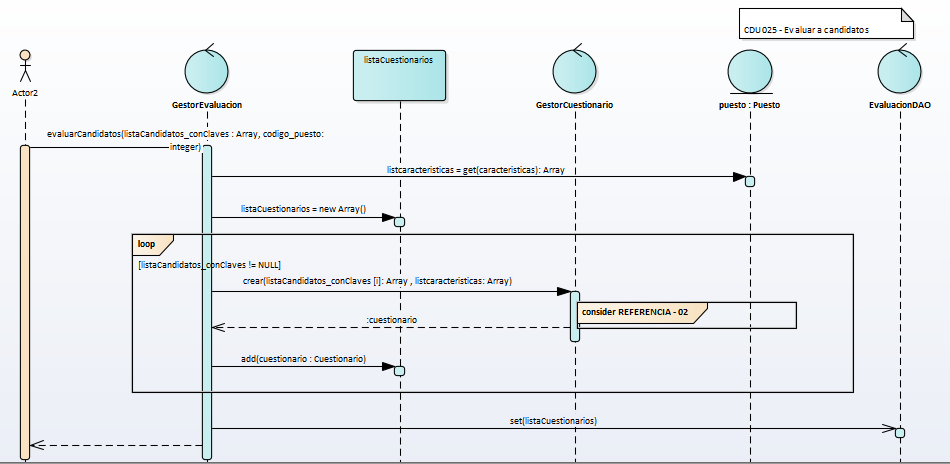 CDU025 - Evaluar a candidatos
listaCuestionarios
Actor2
GestorEvaluacion
GestorCuestionario
puesto : Puesto
EvaluacionDAO
evaluarCandidatos(listaCandidatos_conClaves : Array, codigo_puesto:
integer)
listcaracteristicas = get(caracteristicas): Array
listaCuestionarios = new Array()
loop
[listaCandidatos_conClaves != NULL]
crear(listaCandidatos_conClaves [i]: Array , listcaracteristicas: Array)
consider REFERENCIA - 02
:cuestionario
add(cuestionario : Cuestionario)
set(listaCuestionarios)